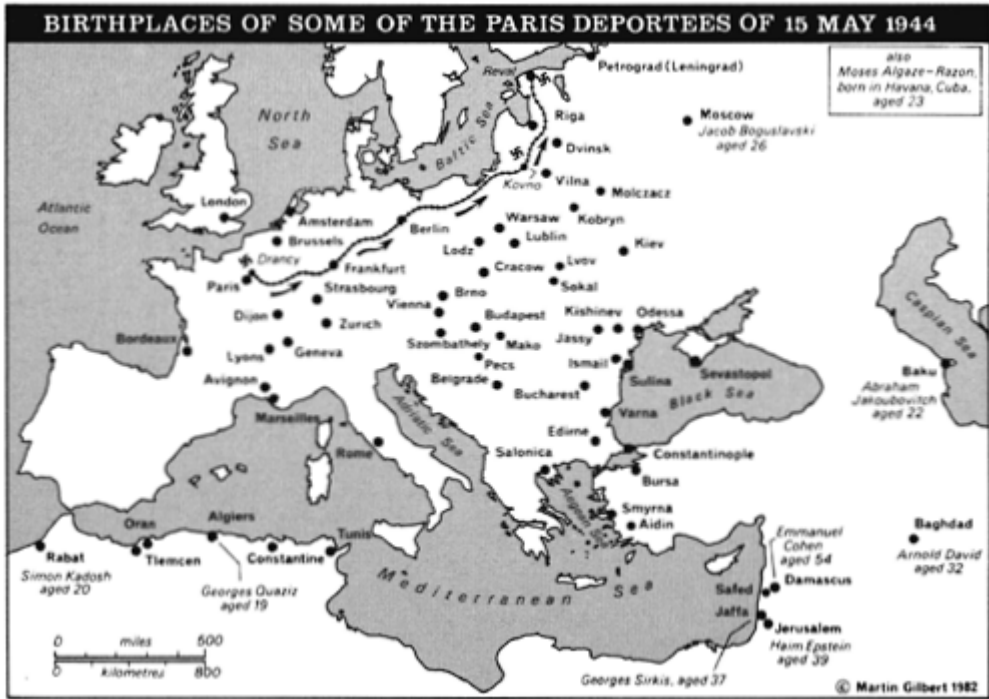 BIRTHPLACES OF SOME OF THE PARIS DEPORTEES OF 15 MAY 1944
also
Moses Algaze-Razon,
born in Havana, Cuba,
aged 23
Reval
Petrograd (Leningrad)
North
Sea
Baltic Sea
Riga
Moscow
Jacob Boguslavski
aged 26
Dvinsk
Kovno
Vilna
Molczacz
Atlantic
Ocean
London
Amsterdam
Berlin
Warsaw
Kobryn
Brussels
Lodz
Lublin
Kiev
Drancy
Frankfurt
Cracow
Lvov
Paris
Strasbourg
Sokal
Caspian Sea
Vienna
Brno
Dijon
Zurich
Budapest
Kishinev
Odessa
Bordeaux
Szombathely
Mako
Jassy
Lyons
Geneva
Pecs
Ismail
Avignon
Belgrade
Bucharest
Sulina
Sevastopol
Baku
Abraham
Jakoubovitch
aged 22
Black Sea
Marseilles
Adriatic Sea
Varna
Rome
Edirne
Salonica
Constantinople
Bursa
Aegean Sea
Smyrna
Aidin
Oran
Algiers
Tunis
Emmanuel
Cohen
aged 54
Baghdad
Arnold David
aged 32
Rabat
Simon Kadosh
aged 20
Tlemcen
Constantine
Georges Ouaziz
aged 19
Mediterranean Sea
Safed
Damascus
Jaffa
Jerusalem
Haim Epstein
aged 39
Georges Sirkis, aged 37
0 miles 500
0 kilometres 800
© Martin Gilbert 1982